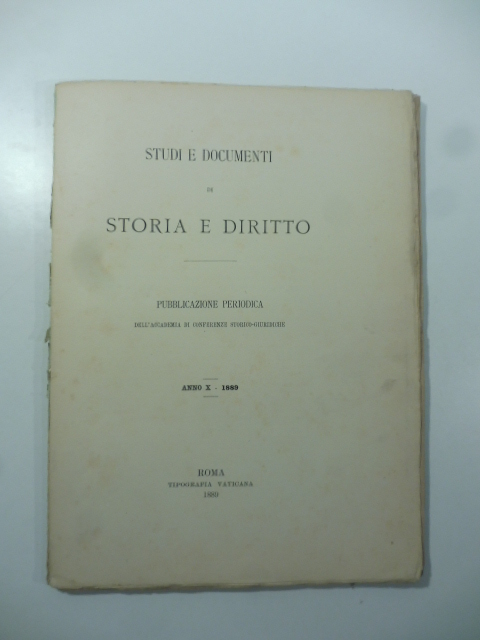 STUDI E DOCUMENTI
DI
STORIA E DIRITTO
PUBBLICAZIONE PERIODICA
DELL'ACCADEMIA DI CONFERENZE STORICO-GIURIDICHE
ANNO X - 1889
ROMA
TIPOGRAFIA VATICANA
1889